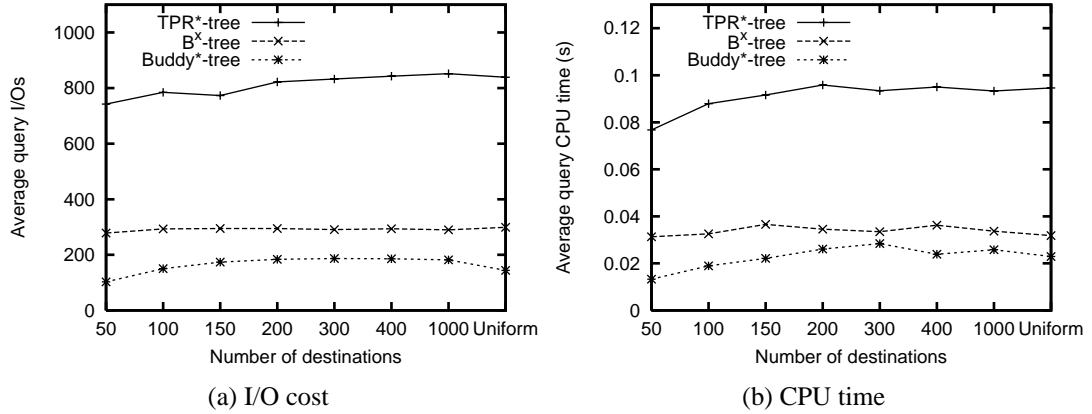 TPR*-tree
Bx-tree
Buddy*-tree
1000
800
600
400
200
0
Average query I/Os
50 100 150 200 300 400 1000 Uniform
Number of destinations
(a) I/O cost
TPR*-tree
Bx-tree
Buddy*-tree
0.12
0.1
0.08
0.06
0.04
0.02
0
Average query CPU time (s)
50 100 150 200 300 400 1000 Uniform
Number of destinations
(b) CPU time